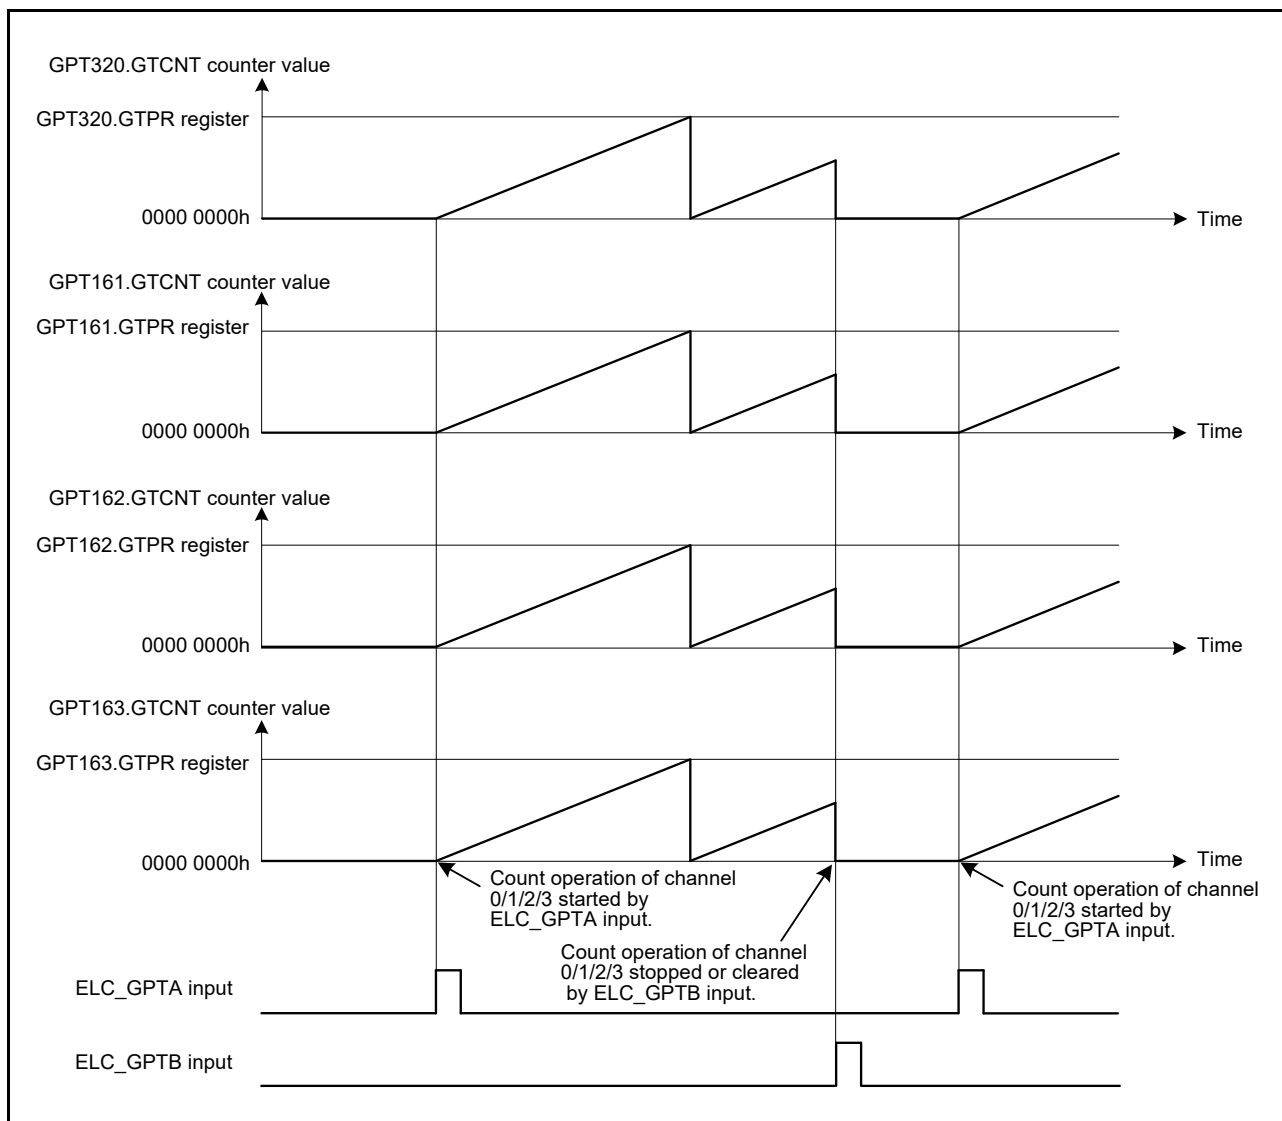 GPT320.GTCNT counter value
GPT320.GTPR register
0000 0000h
Time
GPT161.GTCNT counter value
GPT161.GTPR register
0000 0000h
Time
GPT162.GTCNT counter value
GPT162.GTPR register
0000 0000h
Time
GPT163.GTCNT counter value
GPT163.GTPR register
0000 0000h
Time
Count operation of channel
0/1/2/3 started by
ELC_GPTA input.
Count operation of channel
0/1/2/3 stopped or cleared
by ELC_GPTB input.
Count operation of channel
0/1/2/3 started by
ELC_GPTA input.
ELC_GPTA input
ELC_GPTB input